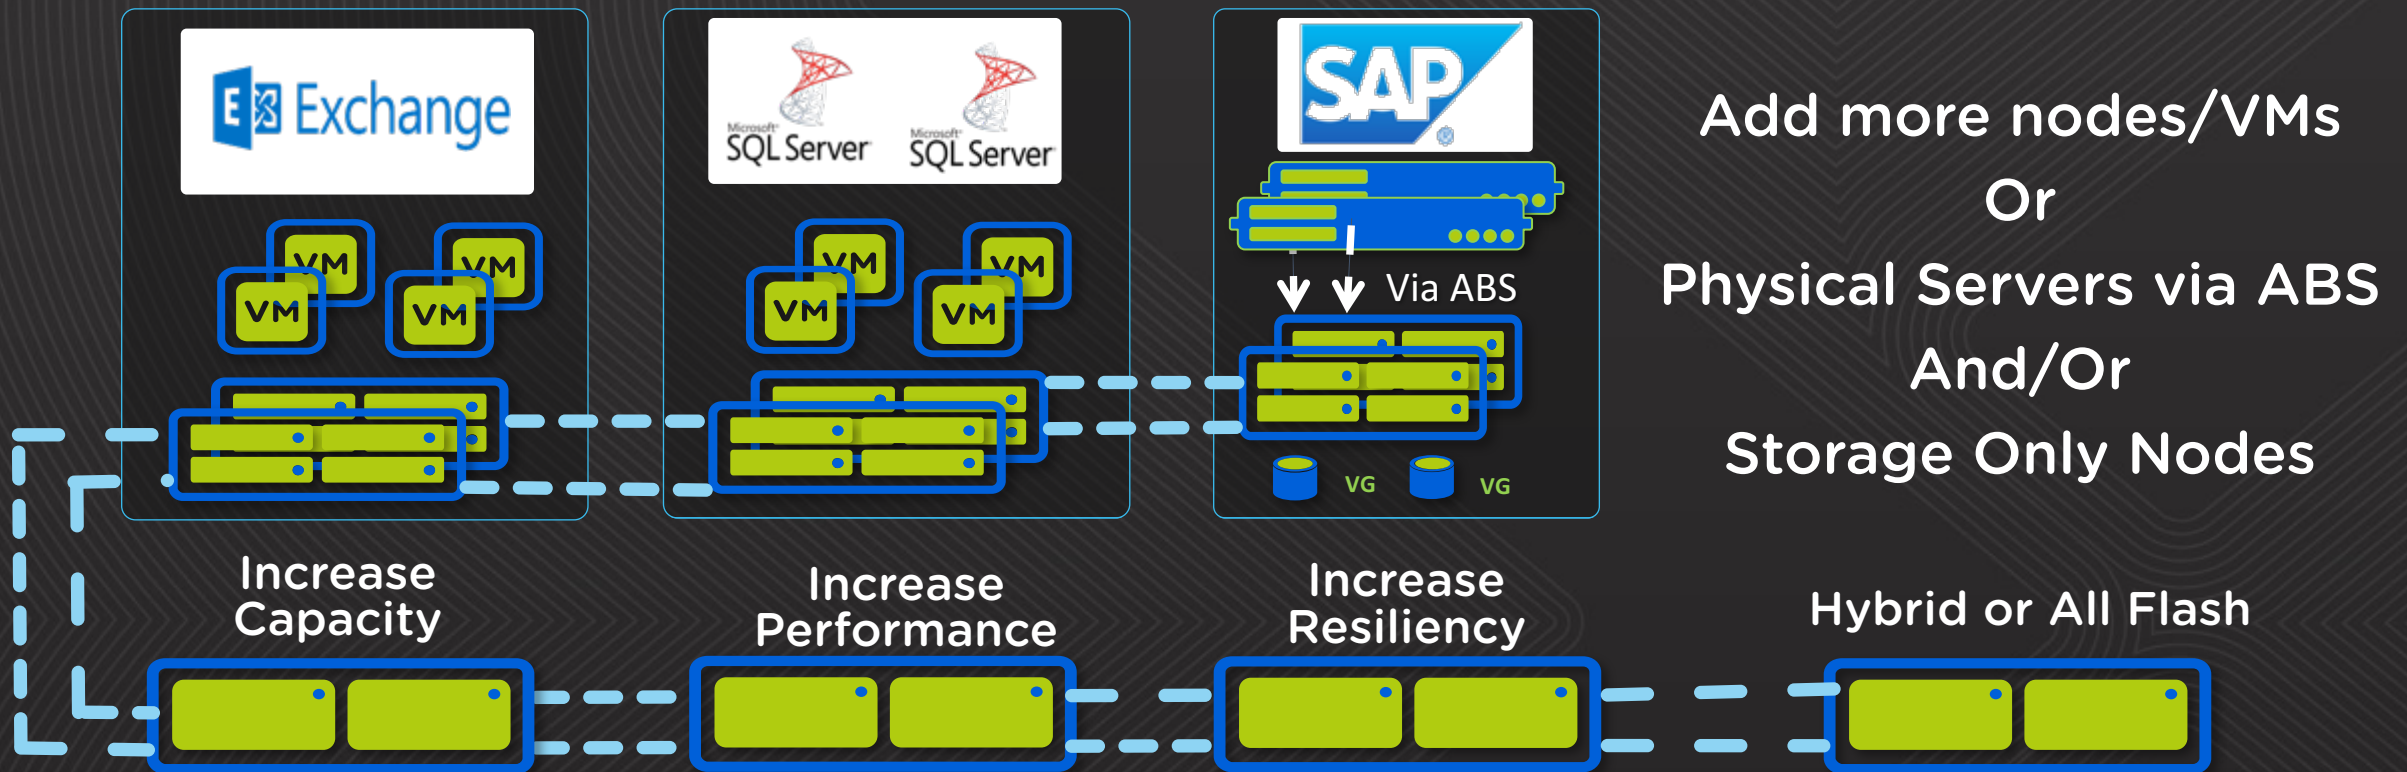 E Exchange
Microsoft®
SQL Server
Microsoft®
SQL Server
SAP
®
VM
VM
VM
VM
VM
VM
VM
VM
Via ABS
VG
VG
Add more nodes/VMs
Or
Physical Servers via ABS
And/Or
Storage Only Nodes
Increase
Capacity
Increase
Performance
Increase
Resiliency
Hybrid or All Flash